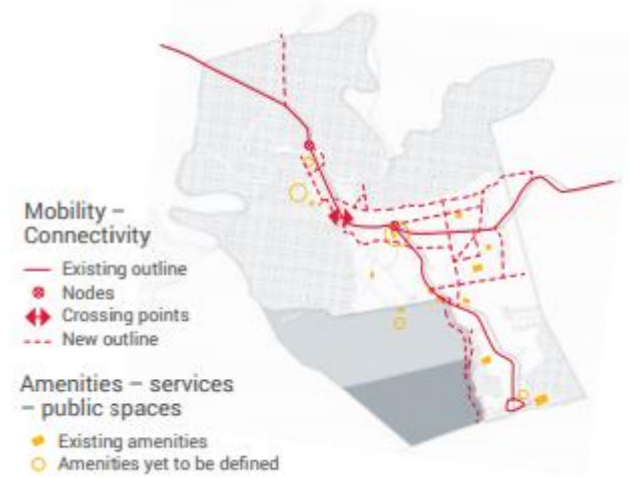 Mobility –
Connectivity
Existing outline
Nodes
Crossing points
New outline
Amenities – services
– public spaces
Existing amenities
Amenities yet to be defined